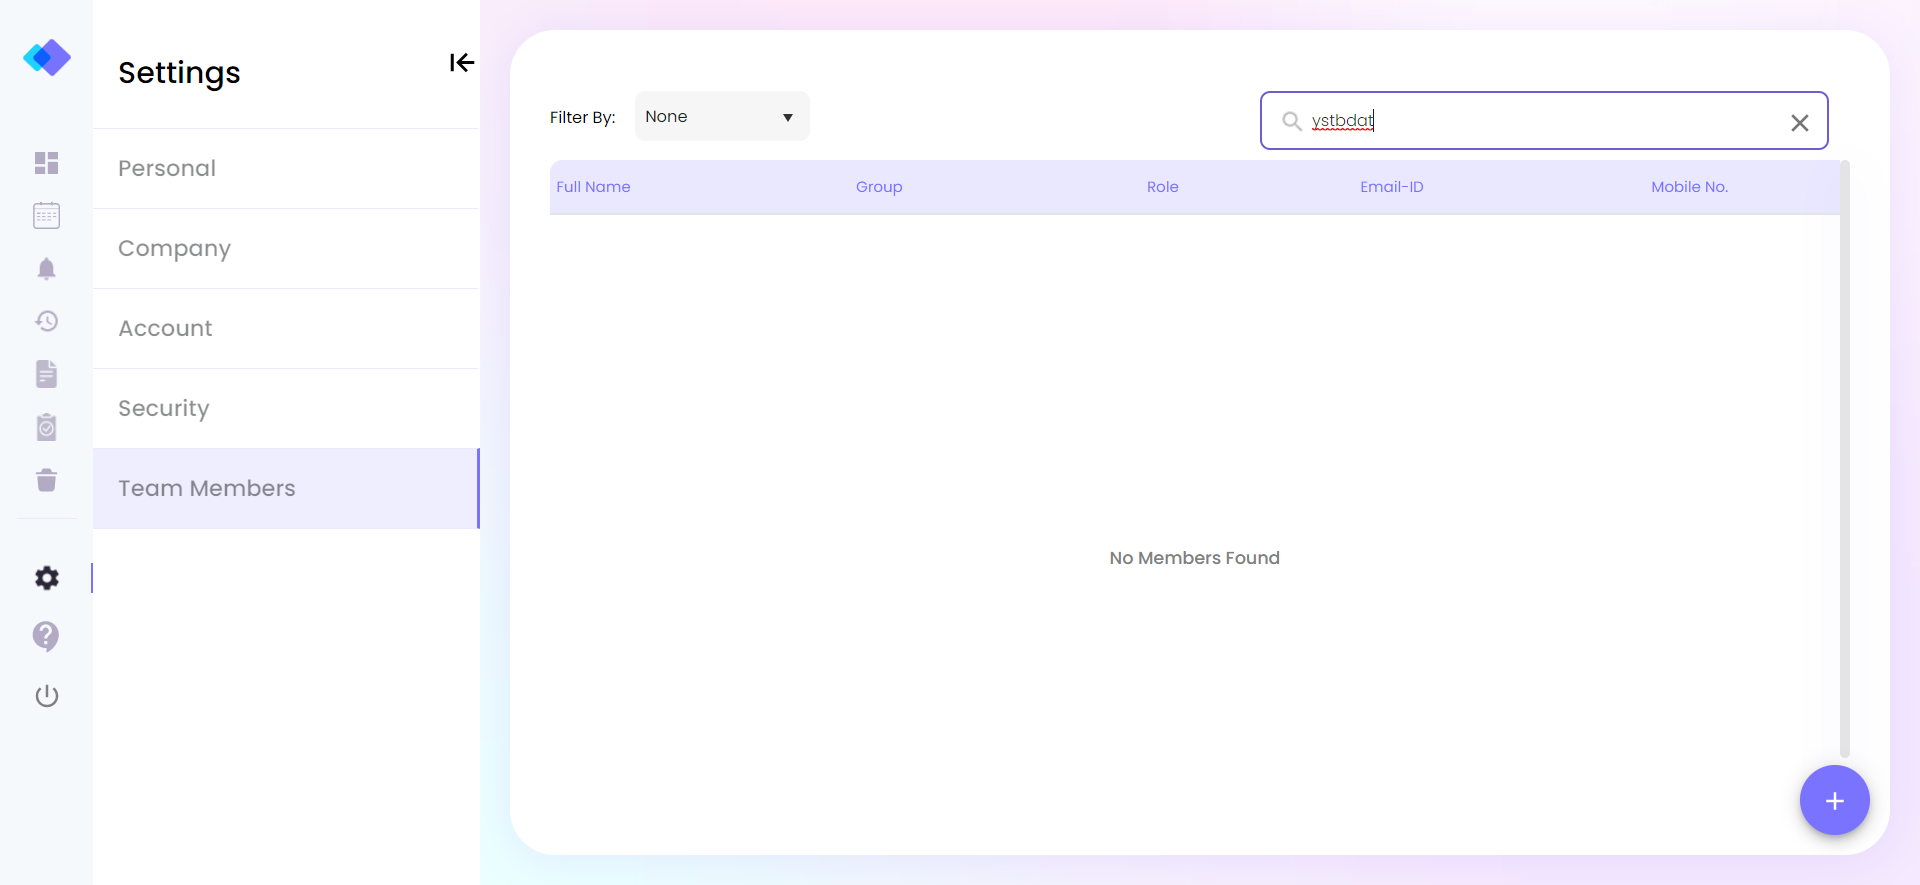 Settings
Personal
Company
Account
Security
Team Members
Filter By:
None
ystbdat
Full Name
Group
Role
Email-ID
Mobile No.
No Members Found